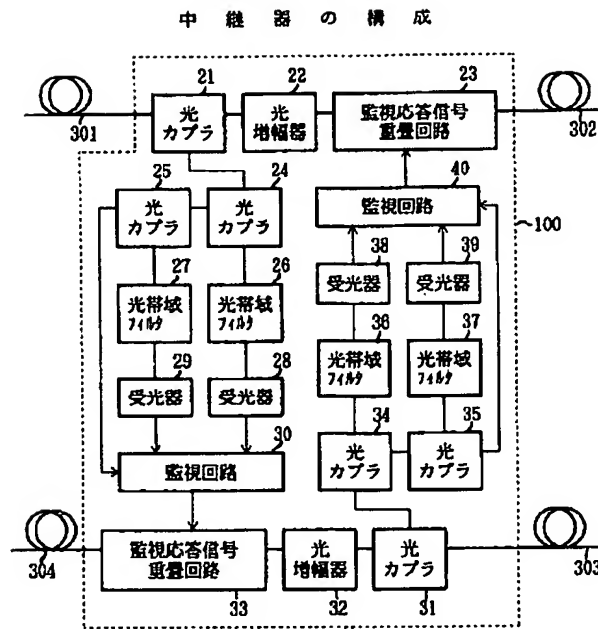 中継器の構成
21
22
23
301
光
カプラ
光
増幅器
監視応答信号
重畳回路
302
25
24
40
光
カプラ
光
カプラ
監視回路
100
27
26
38
39
光帯域
フィルタ
光帯域
フィルタ
受光器
受光器
36
37
29
28
受光器
受光器
光帯域
フィルタ
光帯域
フィルタ
30
34
35
監視回路
光
カプラ
光
カプラ
304
監視応答信号
重畳回路
光
増幅器
光
カプラ
303
33
32
31